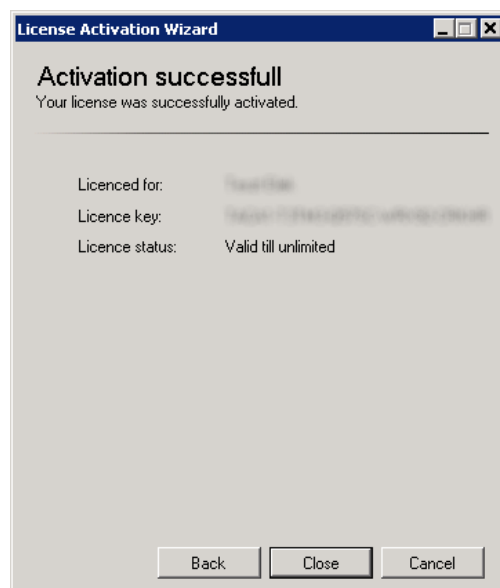 License Activation Wizard
Activation successfull
Your license was successfully activated.
Licenced for:
Licence key:
Licence status: Valid till unlimited
Back Close Cancel